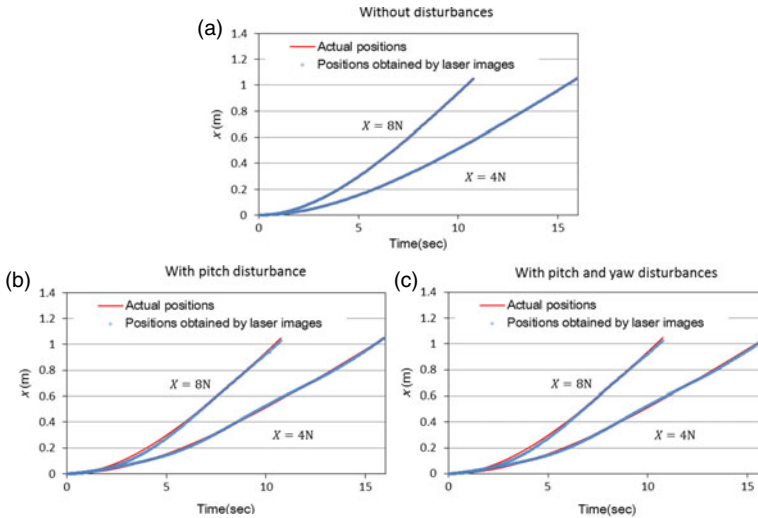 (a)
Without disturbances
Actual positions
Positions obtained by laser images
1.4
1.2
1
0.8
0.6
0.4
0.2
0
x (m)
X = 8N
X = 4N
0 5 10 15
Time(sec)
(b)
With pitch disturbance
Actual positions
Positions obtained by laser images
1.4
1.2
1
0.8
0.6
0.4
0.2
0
x (m)
X = 8N
X = 4N
0 5 10 15
Time(sec)
(c)
With pitch and yaw disturbances
Actual positions
Positions obtained by laser images
1.4
1.2
1
0.8
0.6
0.4
0.2
0
x (m)
X = 8N
X = 4N
0 5 10 15
Time(sec)